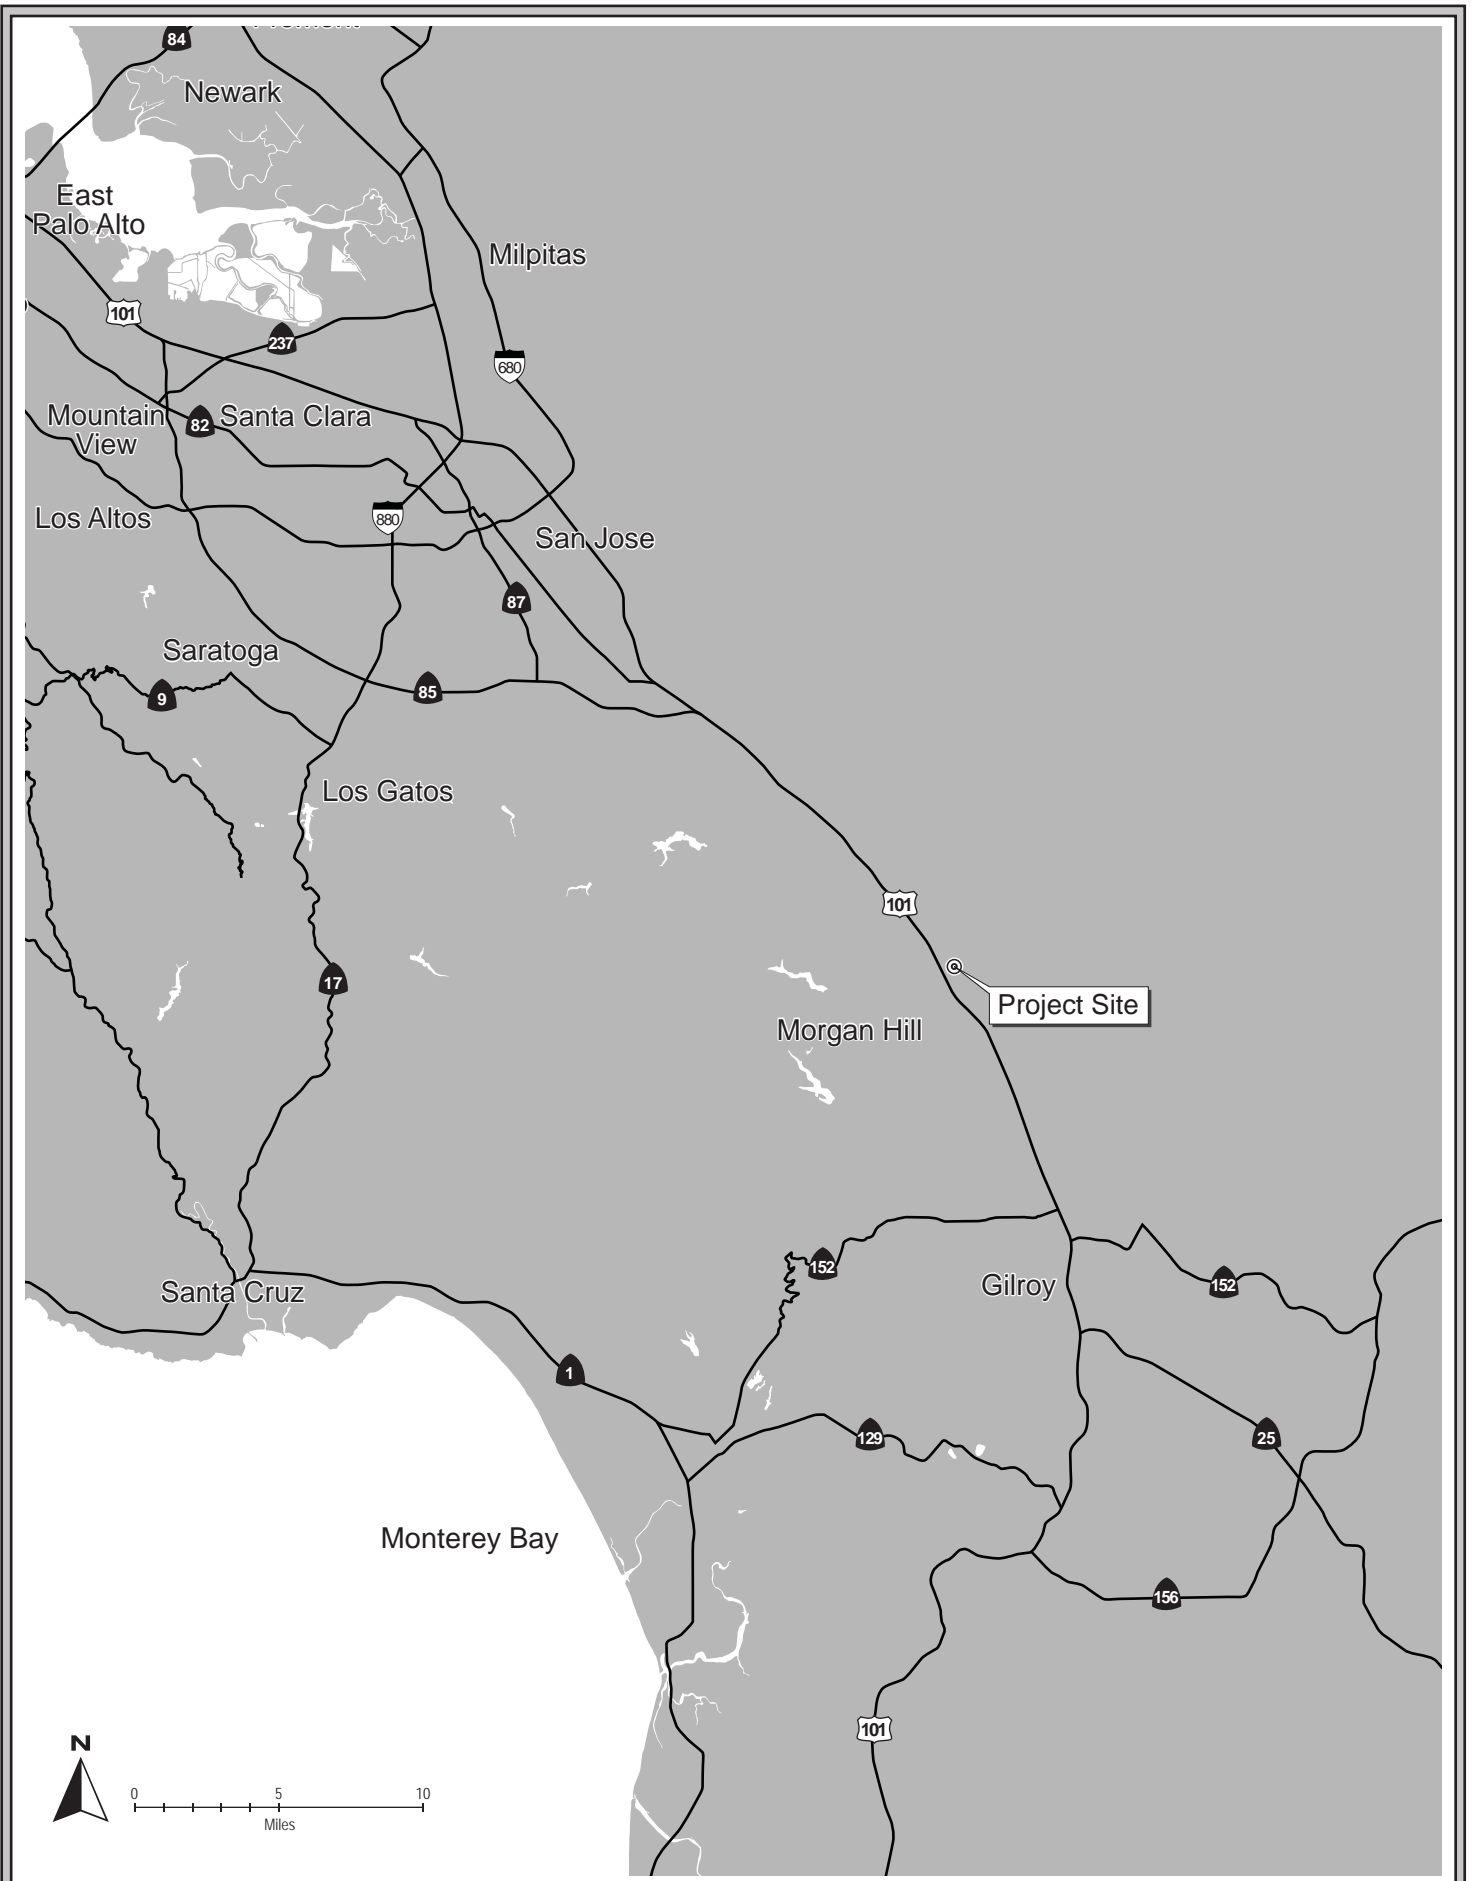 84
Newark
East
Palo Alto
Milpitas
101
237
680
Mountain
View
82
Santa Clara
Los Altos
880
San Jose
87
Saratoga
9
85
Los Gatos
101
17
Project Site
Morgan Hill
152
Gilroy
152
Santa Cruz
1
129
25
Monterey Bay
156
101
N
0 5 10
Miles